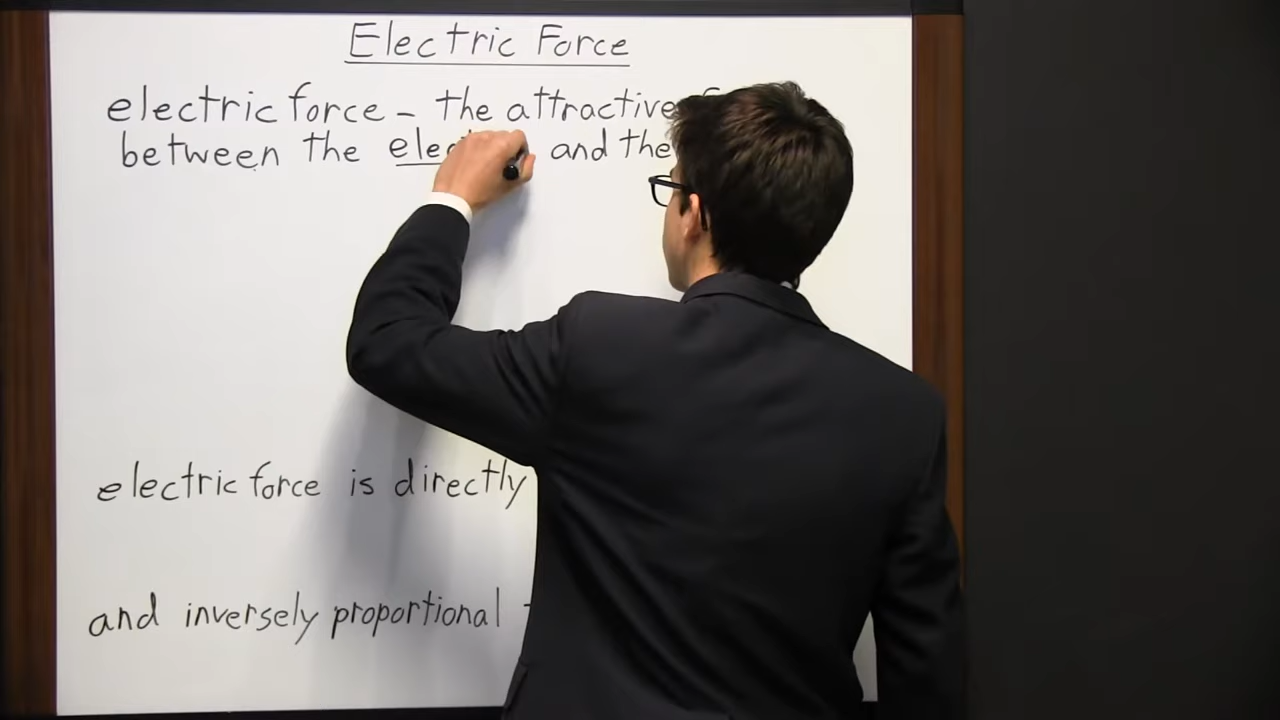 Electric Force
electric force – the attractive
between the and the
electric force is directly
and inversely proportional